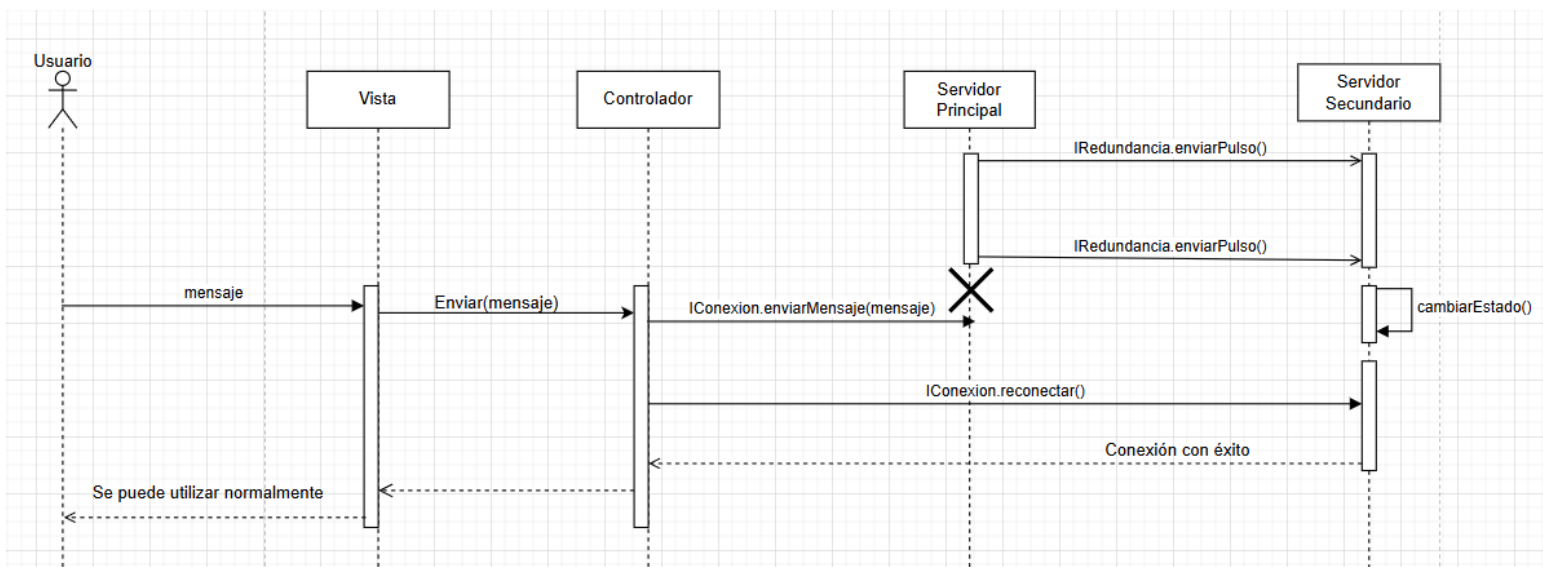 Usuario
Vista
Controlador
Servidor
Principal
Servidor
Secundario
IRedundancia.enviarPulso()
IRedundancia.enviarPulso()
mensaje
Enviar(mensaje)
IConexion.enviarMensaje(mensaje)
cambiarEstado()
IConexion.reconectar()
Conexión con éxito
Se puede utilizar normalmente